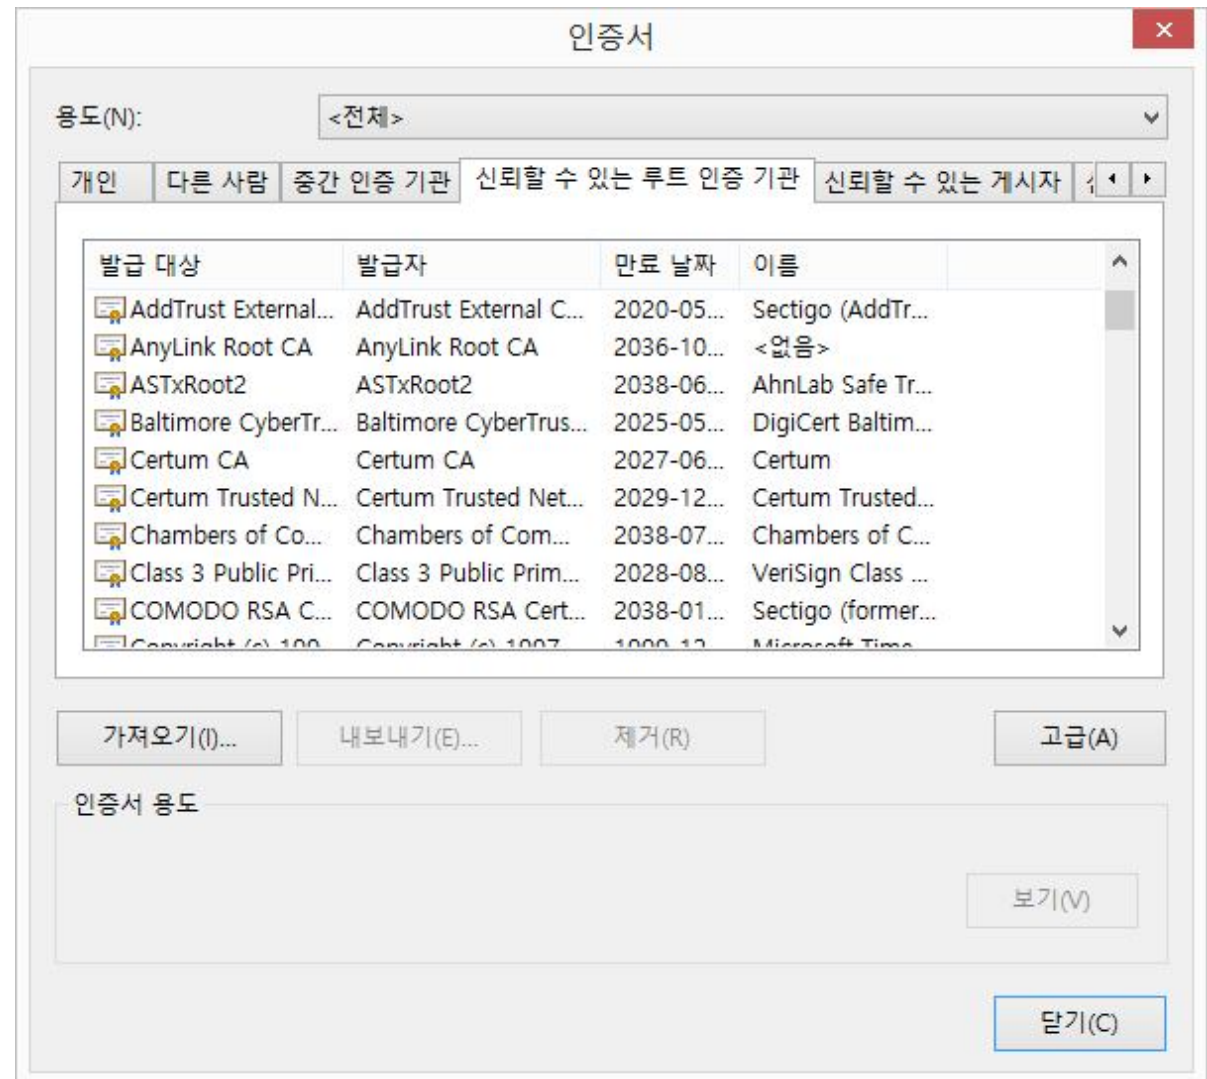 인증서
용도(N): <전체>
개인 다른 사람 중간 인증 기관 신뢰할 수 있는 루트 인증 기관 신뢰할 수 있는 게시자
발급 대상 발급자 만료 날짜 이름
AddTrust External... AddTrust External C... 2020-05... Sectigo (AddTr...
AnyLink Root CA AnyLink Root CA 2036-10... <없음>
ASTxRoot2 ASTxRoot2 2038-06... AhnLab Safe Tr...
Baltimore CyberTr... Baltimore CyberTrus... 2025-05... DigiCert Baltim...
Certum CA Certum CA 2027-06... Certum
Certum Trusted N... Certum Trusted Net... 2029-12... Certum Trusted...
Chambers of Co... Chambers of Com... 2038-07... Chambers of C...
Class 3 Public Pri... Class 3 Public Prim... 2028-08... VeriSign Class ...
COMODO RSA C... COMODO RSA Cert... 2038-01... Sectigo (former...
Copyright (c) 199... Copyright (c) 1997 ... 1999-12... Microsoft Time...
가져오기(I)... 내보내기(E)... 제거(R) 고급(A)
인증서 용도
보기(V)
닫기(C)